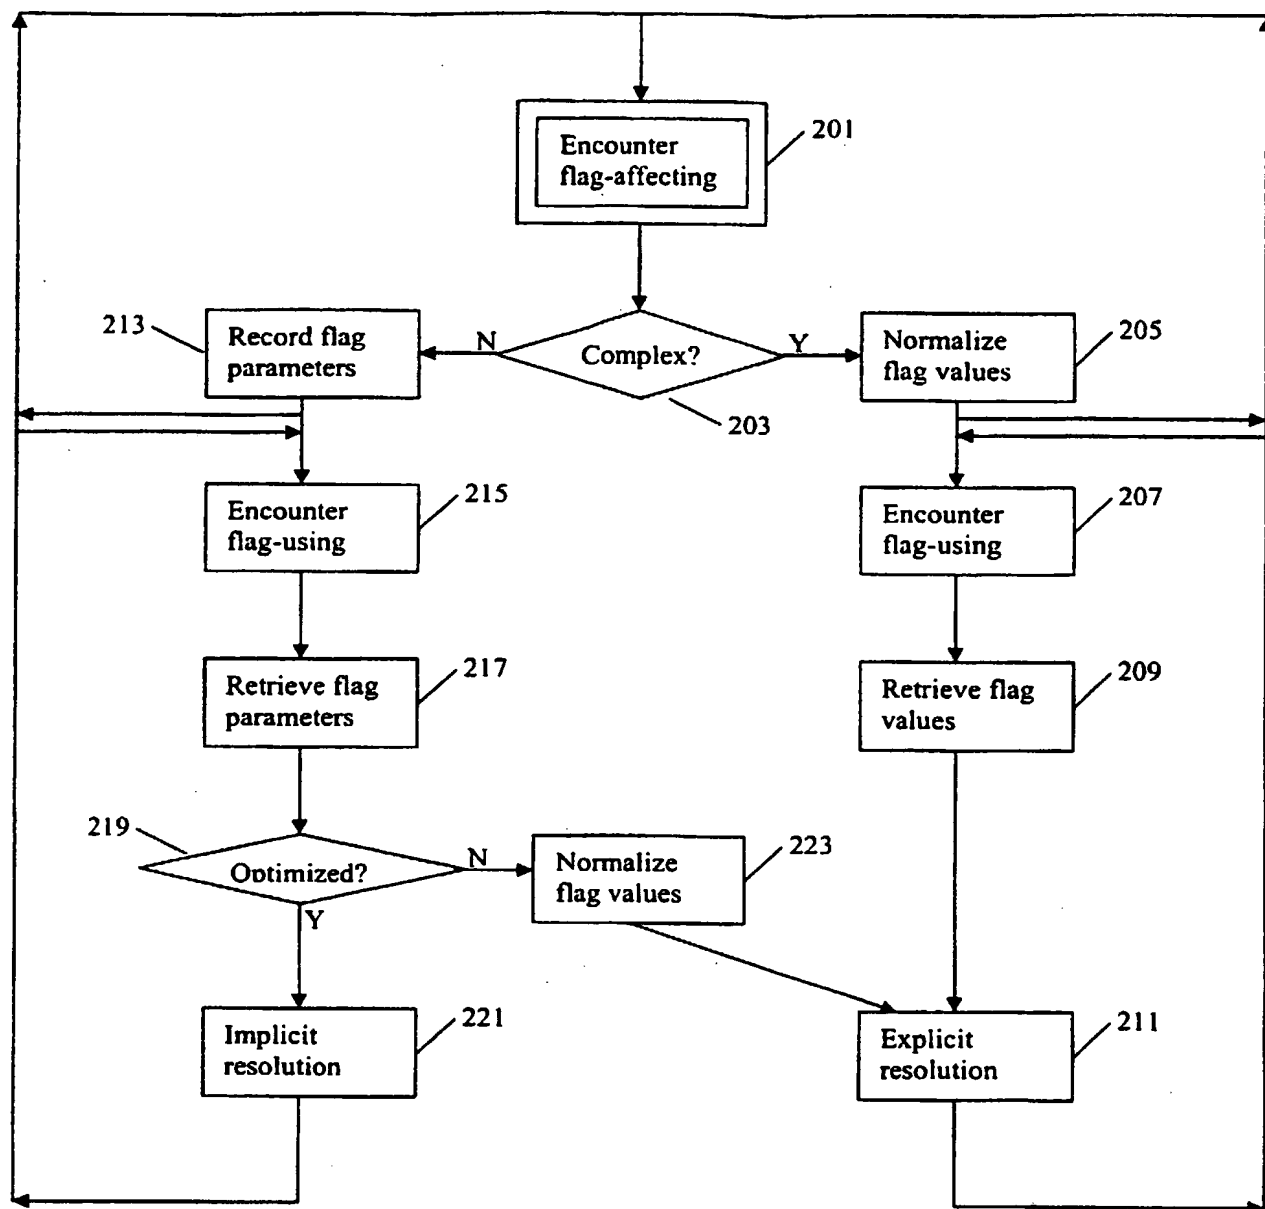 Encounter
flag-affecting
201
213
Record flag
parameters
N
Complex?
Y
203
Normalize
flag values
205
Encounter
flag-using
215
Encounter
flag-using
207
Retrieve flag
parameters
217
Retrieve flag
values
209
219
Optimized?
N
Y
Normalize
flag values
223
Implicit
resolution
221
Explicit
resolution
211